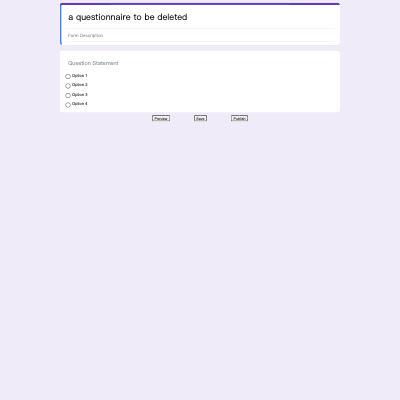 a questionnaire to be deleted
Form Description
Question Statement
Option 1
Option 2
Option 3
Option 4
Preview Save Publish